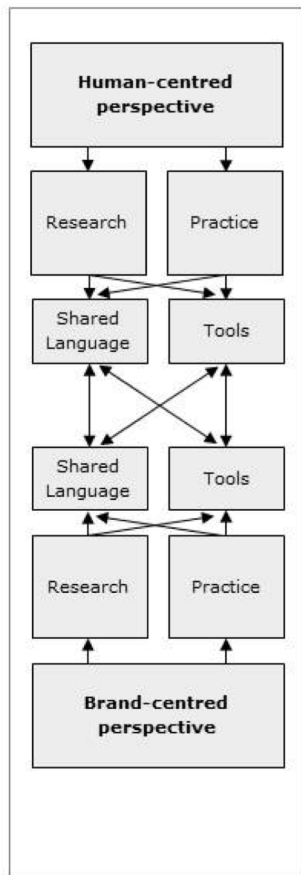 Human-centred
perspective
Research
Practice
Shared
Language
Tools
Shared
Language
Tools
Research
Practice
Brand-centred
perspective